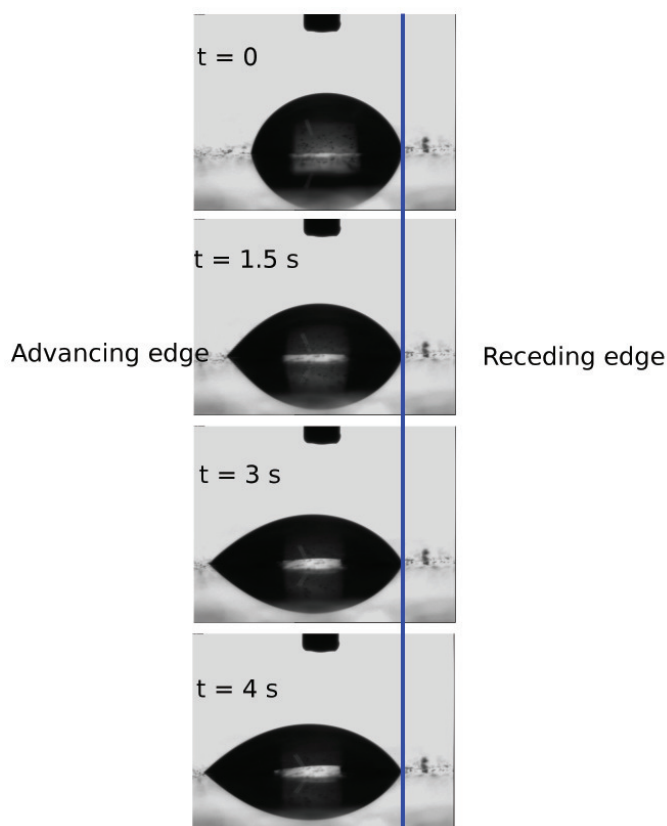 t = 0
t = 1.5 s
Advancing edge
Receding edge
t = 3 s
t = 4 s